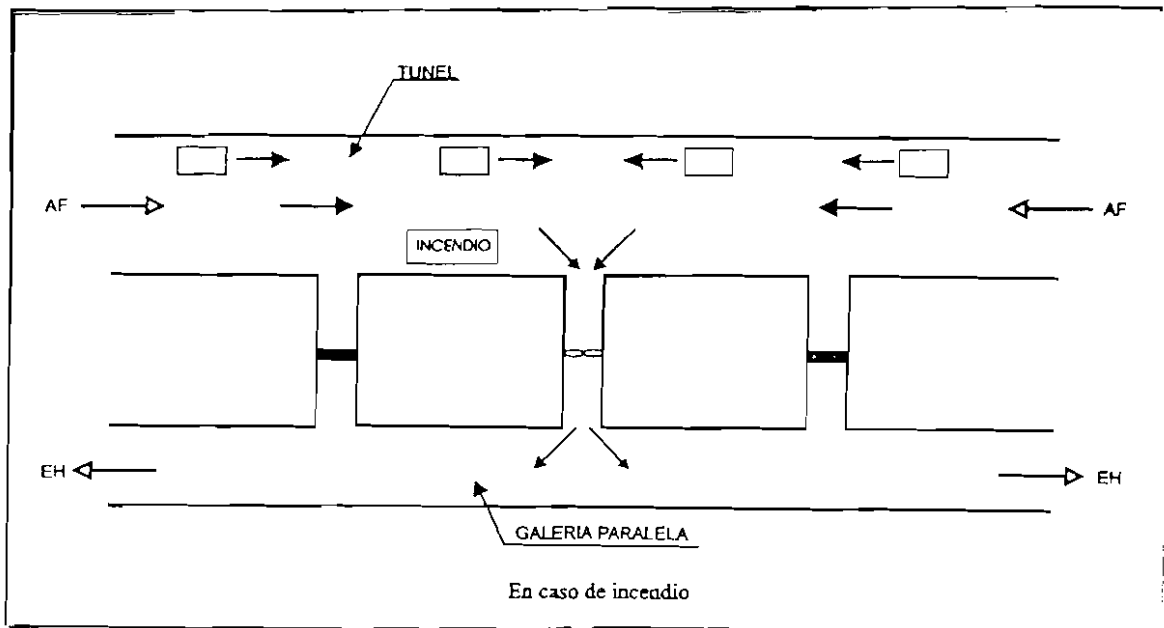 TUNEL
AF
AF
INCENDIO
EH
EH
GALERIA PARALELA
En caso de incendio